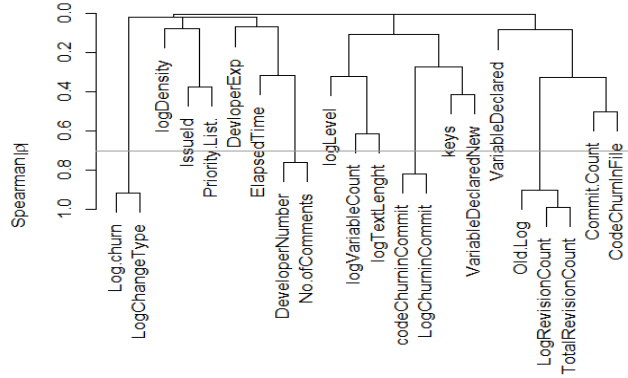 Spearman|ρ|
0.0
0.2
0.4
0.6
0.8
1.0
Log.churn
LogChangeType
logDensity
IssueId
Priority.List.
DevloperExp
ElapsedTime
DeveloperNumber
No.ofComments
logLevel
logVariableCount
logTextLenght
codeChurninCommit
LogChurninCommit
keys
VariableDeclaredNew
VariableDeclared
Old.Log
LogRevisionCount
TotalRevisionCount
Commit.Count
CodeChurnInFile